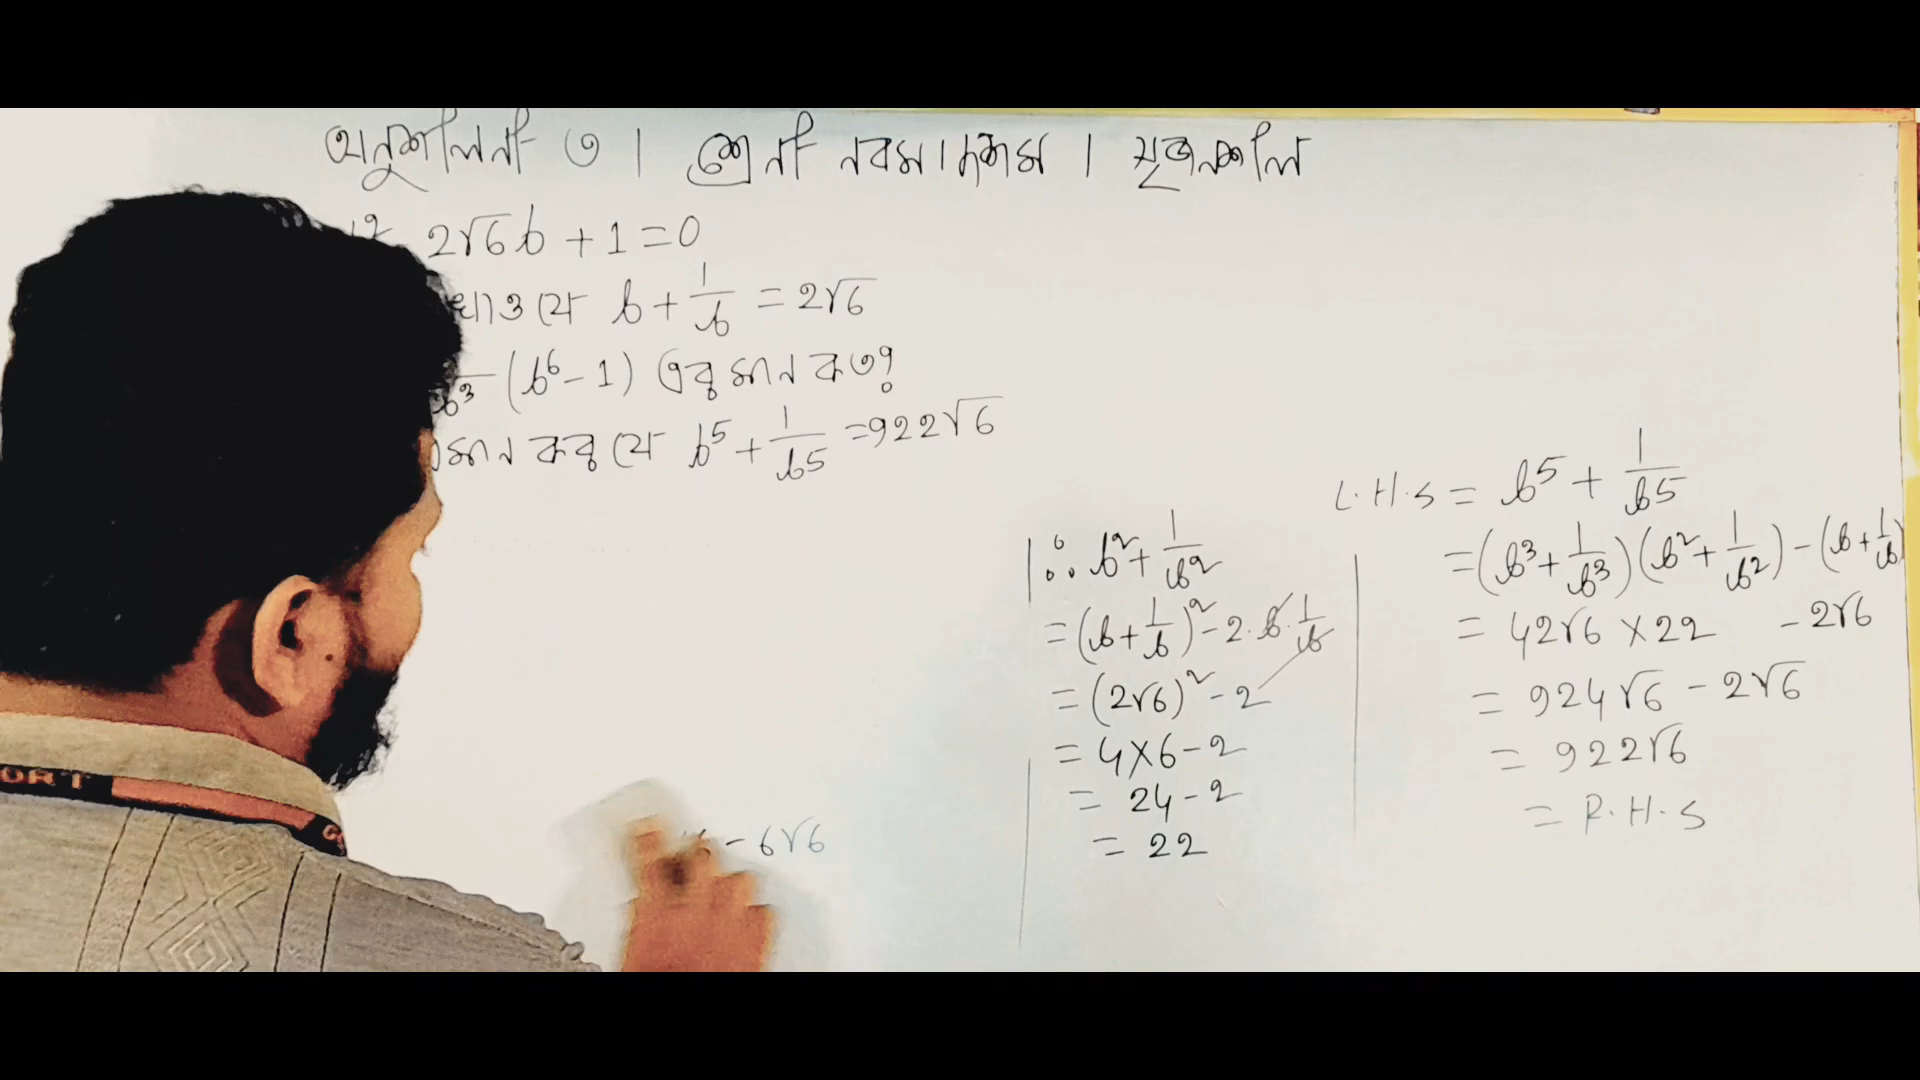 অনুশীলনী ৩ । শ্রেনী নবম।দশম । সৃজনশীল
2√6b + 1 = 0
খাও যে b + 1/b = 2√6
b³ (b⁶ - 1) এর মান কত?
মান কর যে b⁵ + 1/b5 = 922√6
- 6√6
∴ b² + 1/b²
= (b + 1/b)² - 2.b.1/b
= (2√6)² - 2
= 4×6 - 2
= 24 - 2
= 22
L.H.S = b⁵ + 1/b5
= (b³ + 1/b³)(b² + 1/b²) - (b + 1/b)
= 42√6 × 22 - 2√6
= 924√6 - 2√6
= 922√6
= R.H.S
ORT